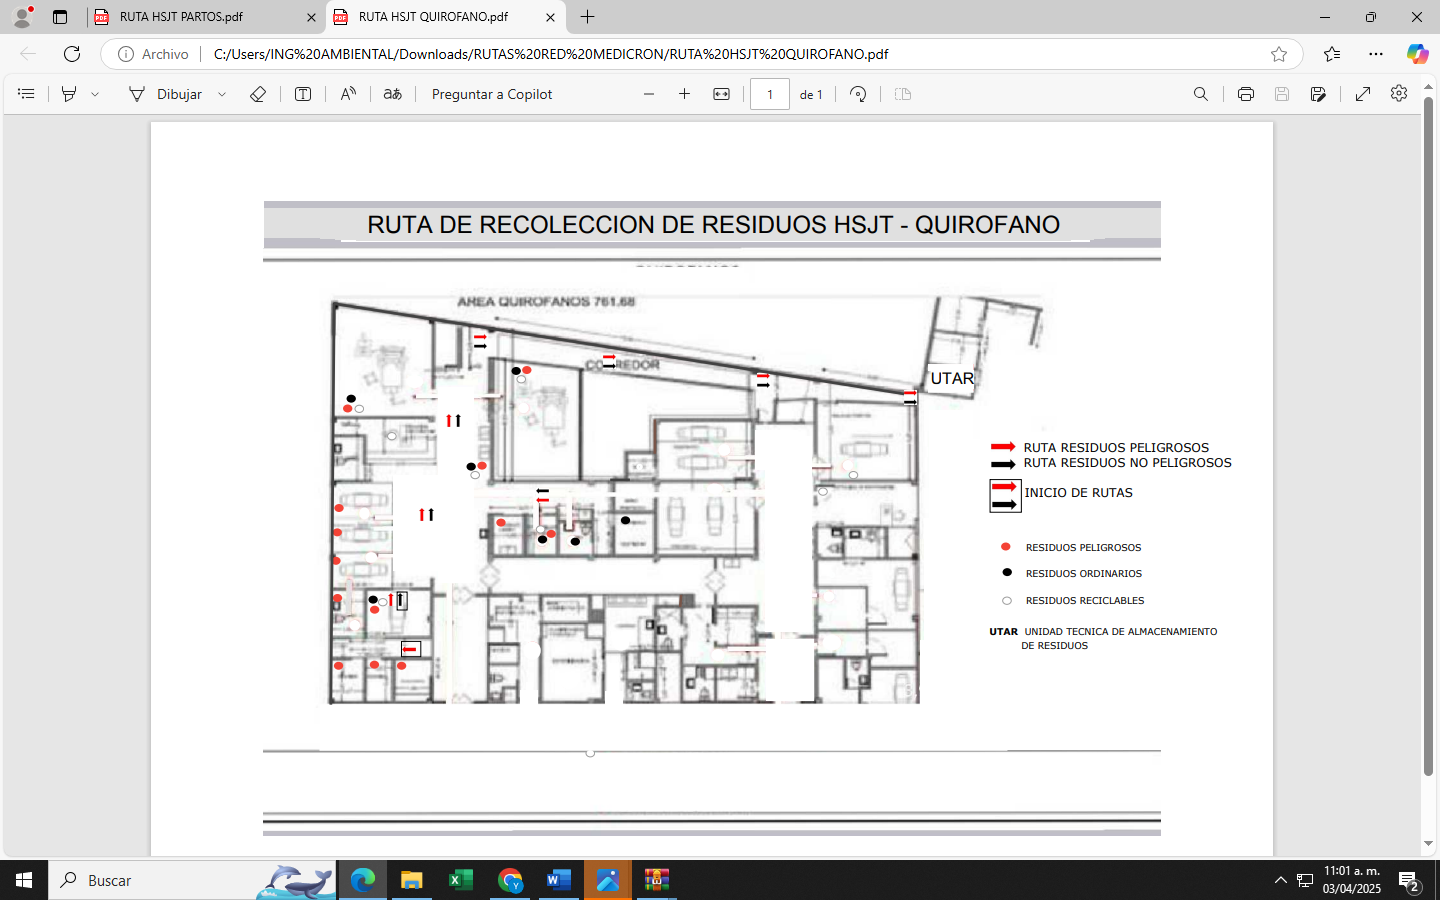 RUTA HSJT PARTOS.pdf
RUTA HSJT QUIROFANO.pdf
Archivo
C:/Users/ING%20AMBIENTAL/Downloads/RUTAS%20RED%20MEDICRON/RUTA%20HSJT%20QUIROFANO.pdf
Dibujar
aあ
Preguntar a Copilot
1
de 1
RUTA DE RECOLECCION DE RESIDUOS HSJT - QUIROFANO
AREA QUIROFANOS 761.68
UTAR
RUTA RESIDUOS PELIGROSOS
RUTA RESIDUOS NO PELIGROSOS
INICIO DE RUTAS
RESIDUOS PELIGROSOS
RESIDUOS ORDINARIOS
RESIDUOS RECICLABLES
UTAR UNIDAD TECNICA DE ALMACENAMIENTO
DE RESIDUOS
Buscar
11:01 a. m.
03/04/2025
2